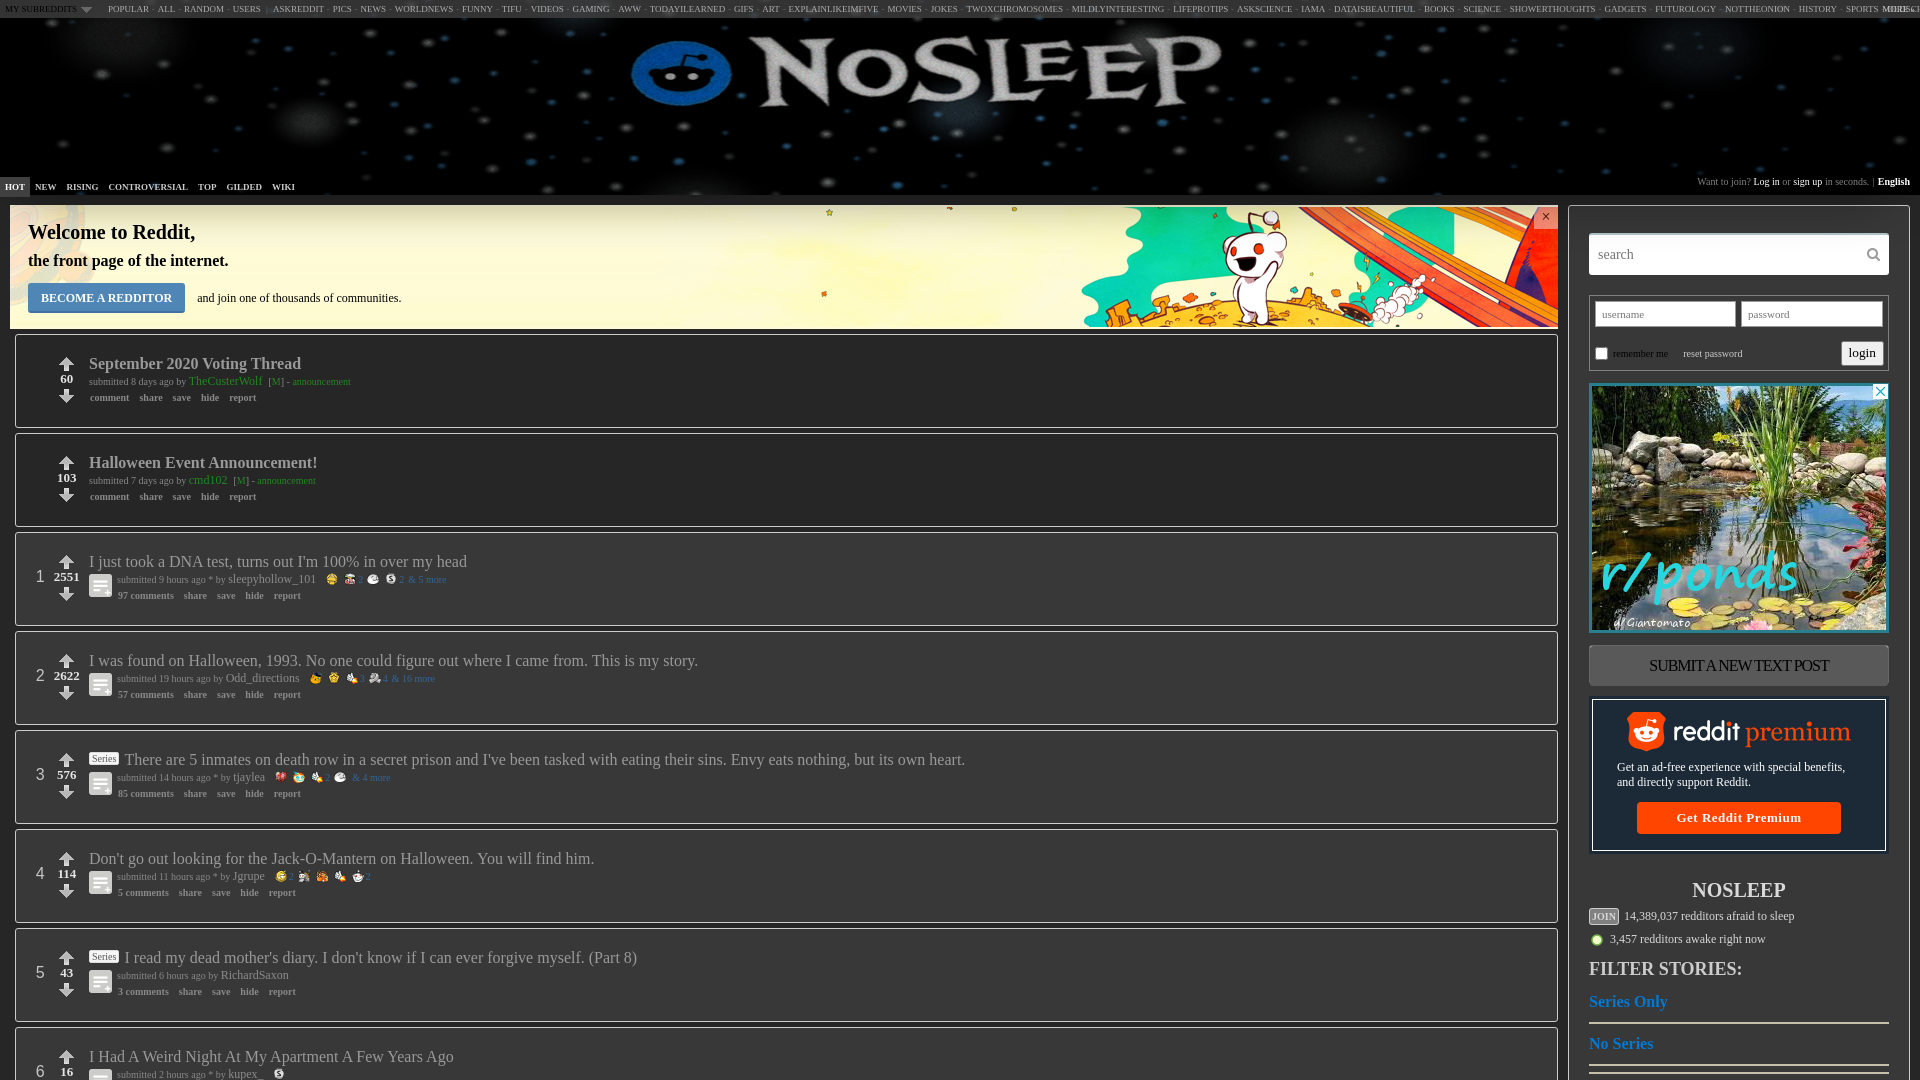 MY SUBREDDITS
POPULAR - ALL - RANDOM - USERS | ASKREDDIT - PICS - NEWS - WORLDNEWS - FUNNY - TIFU - VIDEOS - GAMING - AWW - TODAYILEARNED - GIFS - ART - EXPLAINLIKEIMFIVE - MOVIES - JOKES - TWOXCHROMOSOMES - MILDLYINTERESTING - LIFEPROTIPS - ASKSCIENCE - IAMA - DATAISBEAUTIFUL - BOOKS - SCIENCE - SHOWERTHOUGHTS - GADGETS - FUTUROLOGY - NOTTHEONION - HISTORY - SPORTS
NOSLEEP
HOT NEW RISING CONTROVERSIAL TOP GILDED WIKI
Want to join? Log in or sign up in seconds. | English
Welcome to Reddit,
the front page of the internet.
BECOME A REDDITOR and join one of thousands of communities.
×
60
September 2020 Voting Thread
submitted 8 days ago by TheCusterWolf [M] - announcement
comment share save hide report
103
Halloween Event Announcement!
submitted 7 days ago by cmd102 [M] - announcement
comment share save hide report
1
2551
I just took a DNA test, turns out I'm 100% in over my head
submitted 9 hours ago * by sleepyhollow_101 2 2 & 5 more
97 comments share save hide report
2
2622
I was found on Halloween, 1993. No one could figure out where I came from. This is my story.
submitted 19 hours ago by Odd_directions 3 4 & 16 more
57 comments share save hide report
3
576
Series There are 5 inmates on death row in a secret prison and I've been tasked with eating their sins. Envy eats nothing, but its own heart.
submitted 14 hours ago * by tjaylea 2 & 4 more
85 comments share save hide report
4
114
Don't go out looking for the Jack-O-Mantern on Halloween. You will find him.
submitted 11 hours ago * by Jgrupe 2 2
5 comments share save hide report
5
43
Series I read my dead mother's diary. I don't know if I can ever forgive myself. (Part 8)
submitted 6 hours ago by RichardSaxon
3 comments share save hide report
6
16
I Had A Weird Night At My Apartment A Few Years Ago
submitted 2 hours ago * by kupex_
search
username password
remember me reset password login
r/ponds
u/Giantomato
SUBMIT A NEW TEXT POST
reddit premium
Get an ad-free experience with special benefits,
and directly support Reddit.
Get Reddit Premium
NOSLEEP
JOIN 14,389,037 redditors afraid to sleep
3,457 redditors awake right now
FILTER STORIES:
Series Only
No Series